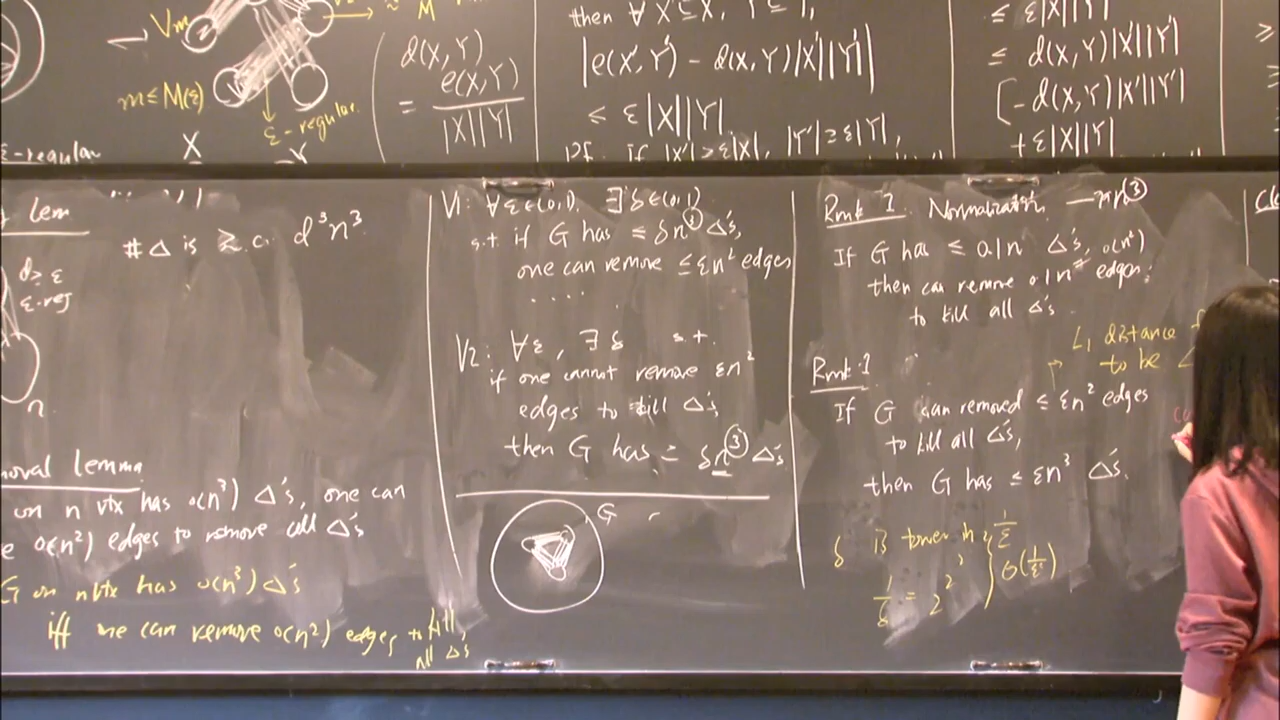 Vm
m ≤ M(ε)
ε-regular
ε-regular
X
Y
d(X,Y)
= e(X,Y) / |X||Y|
then ∀ X' ⊆ X, Y' ⊆ Y,
|e(X',Y') - d(X,Y)|X'||Y'||
≤ ε|X||Y|
Pf. If |X'| ≥ ε|X|, |Y'| ≥ ε|Y|,
≤ ε|X||Y|
≤ d(X,Y)|X'||Y'|
[-d(X,Y)|X'||Y'|
+ε|X||Y|
Lem
# Δ is ≥ c. d³n³
d ≥ ε
ε-reg
n
moval lemma
on n vtx has o(n³) Δ's, one can
e o(n²) edges to remove all Δ's
G on n vtx has o(n³) Δ's
iff one can remove o(n²) edges to kill
all Δ's
V1: ∀ε∈(0,1), ∃ δ∈(0,1)
s.t. if G has ≤ δn³ Δ's,
one can remove ≤ εn² edges
....
V2: ∀ε, ∃ δ s.t.
if one cannot remove εn²
edges to kill Δ's,
then G has ≥ δn³ Δ's
G
Rmk 2. Normalization
If G has ≤ 0.1n Δ's, o(n²)
then can remove 0.1n² edges
to kill all Δ's.
L₁ distance
to be
Rmk 1
If G can removed ≤ εn² edges
to kill all Δ's,
then G has ≤ εn³ Δ's.
δ is tower in 1/ε
1/δ = 2^2 } O(1/ε)